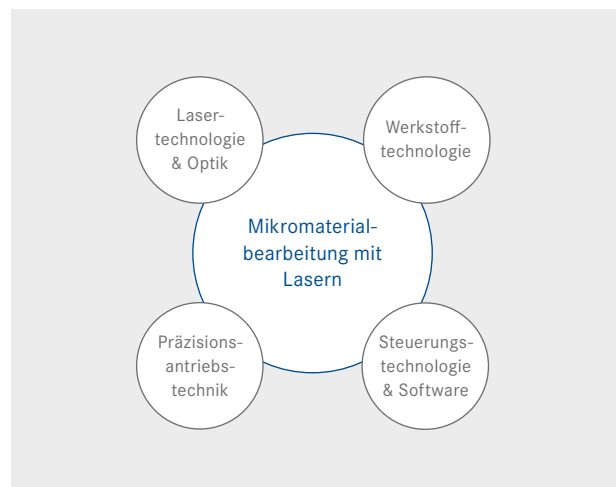 Laser-
technologie
& Optik
Werkstoff-
technologie
Mikromaterial-
bearbeitung mit
Lasern
Präzisions-
antriebs-
technik
Steuerungs-
technologie
& Software